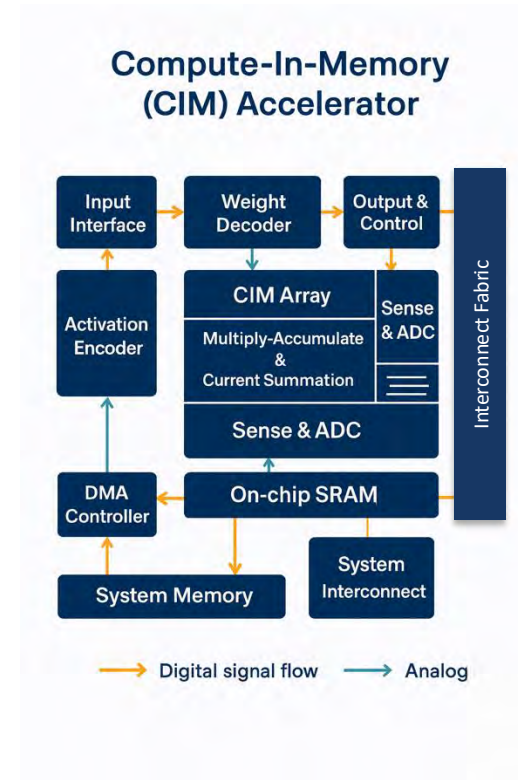 Compute-In-Memory
(CIM) Accelerator
Input
Interface
Weight
Decoder
Output &
Control
Interconnect Fabric
Activation
Encoder
CIM Array
Sense
& ADC
Multiply-Accumulate
&
Current Summation
Sense & ADC
DMA
Controller
On-chip SRAM
System
Interconnect
System Memory
Digital signal flow
Analog